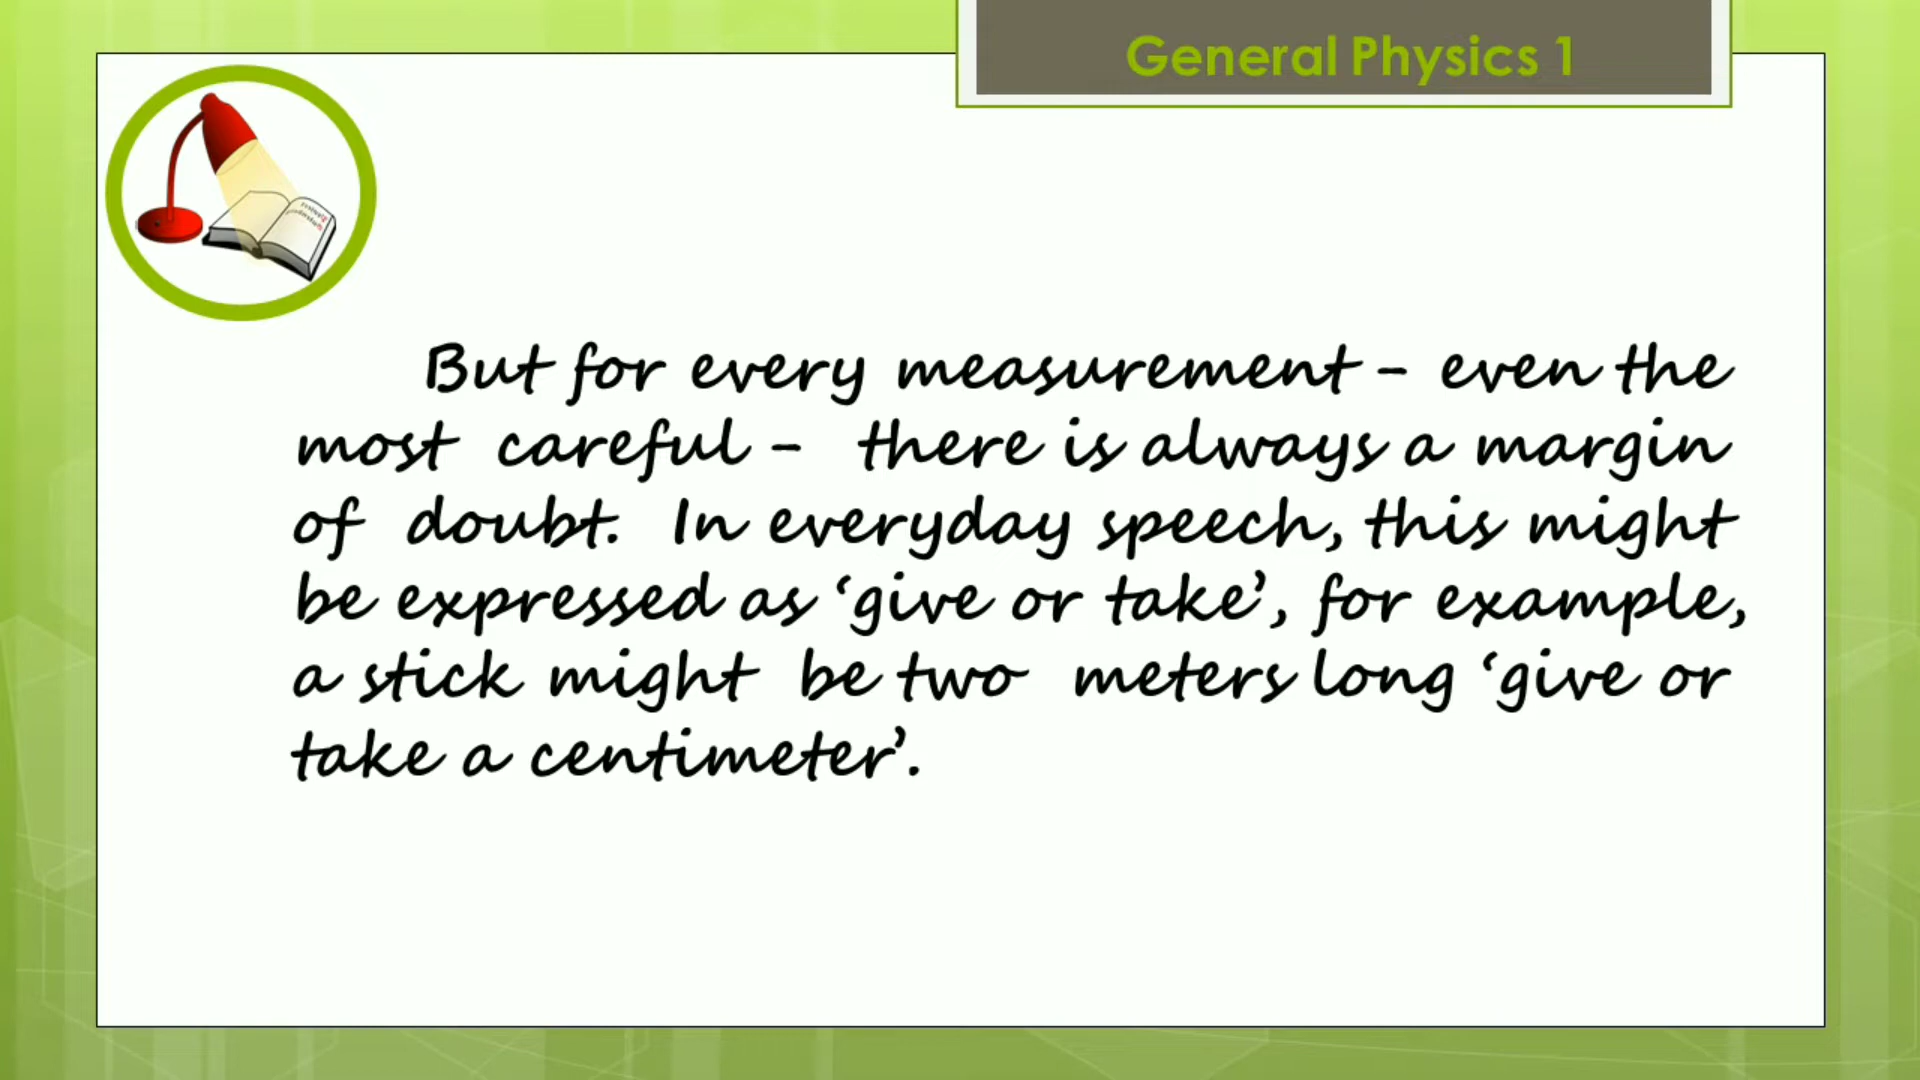 General Physics 1
But for every measurement - even the
most careful - there is always a margin
of doubt. In everyday speech, this might
be expressed as ‘give or take’, for example,
a stick might be two meters long ‘give or
take a centimeter’.